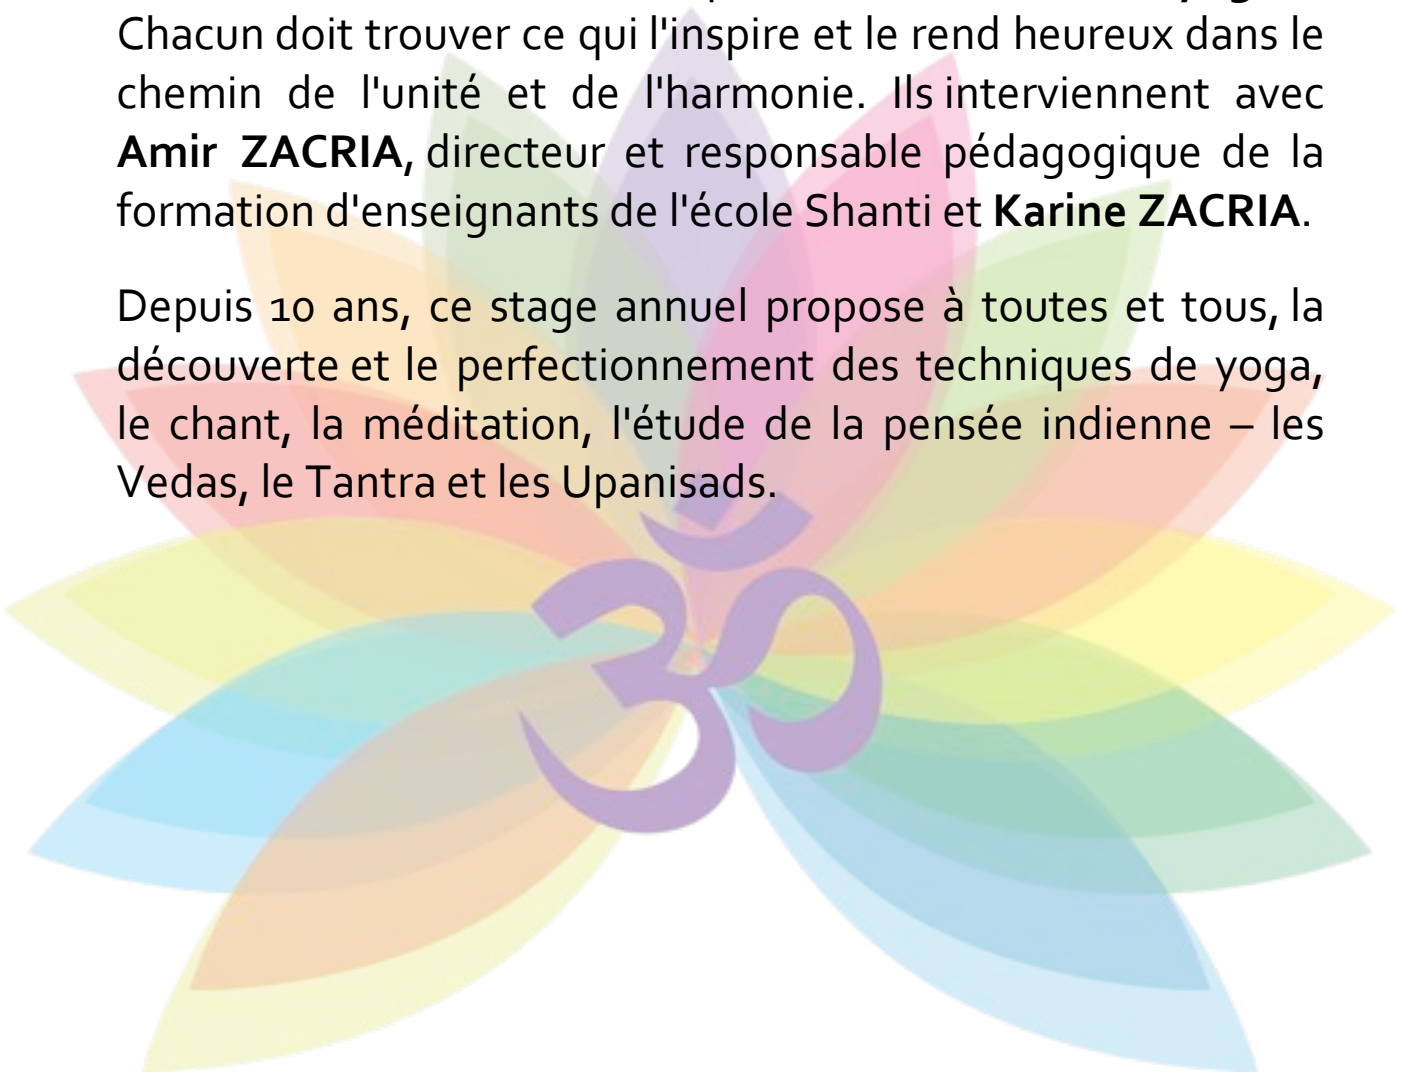 Chacun doit trouver ce qui l'inspire et le rend heureux dans le
chemin de l'unité et de l'harmonie. Ils interviennent avec
Amir ZACRIA, directeur et responsable pédagogique de la
formation d'enseignants de l'école Shanti et Karine ZACRIA.
Depuis 10 ans, ce stage annuel propose à toutes et tous, la
découverte et le perfectionnement des techniques de yoga,
le chant, la méditation, l'étude de la pensée indienne – les
Vedas, le Tantra et les Upanisads.
ॐ